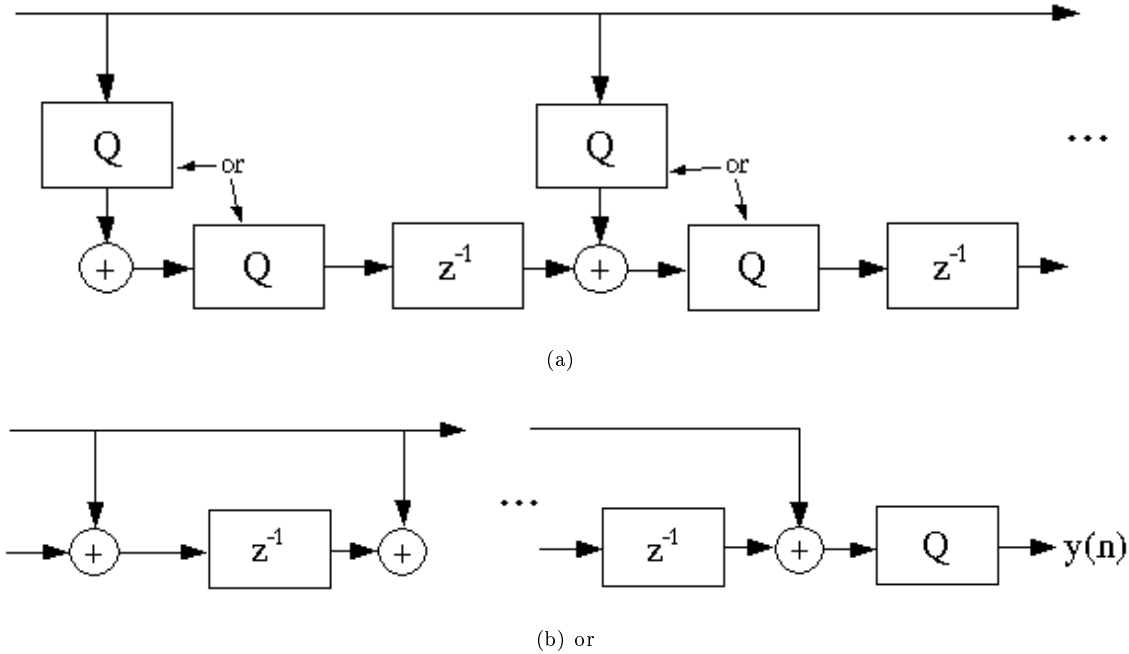 Q
Q
...
or
or
+
Q
z⁻¹
+
Q
z⁻¹
(a)
...
+
z⁻¹
+
z⁻¹
+
Q
y(n)
(b) or